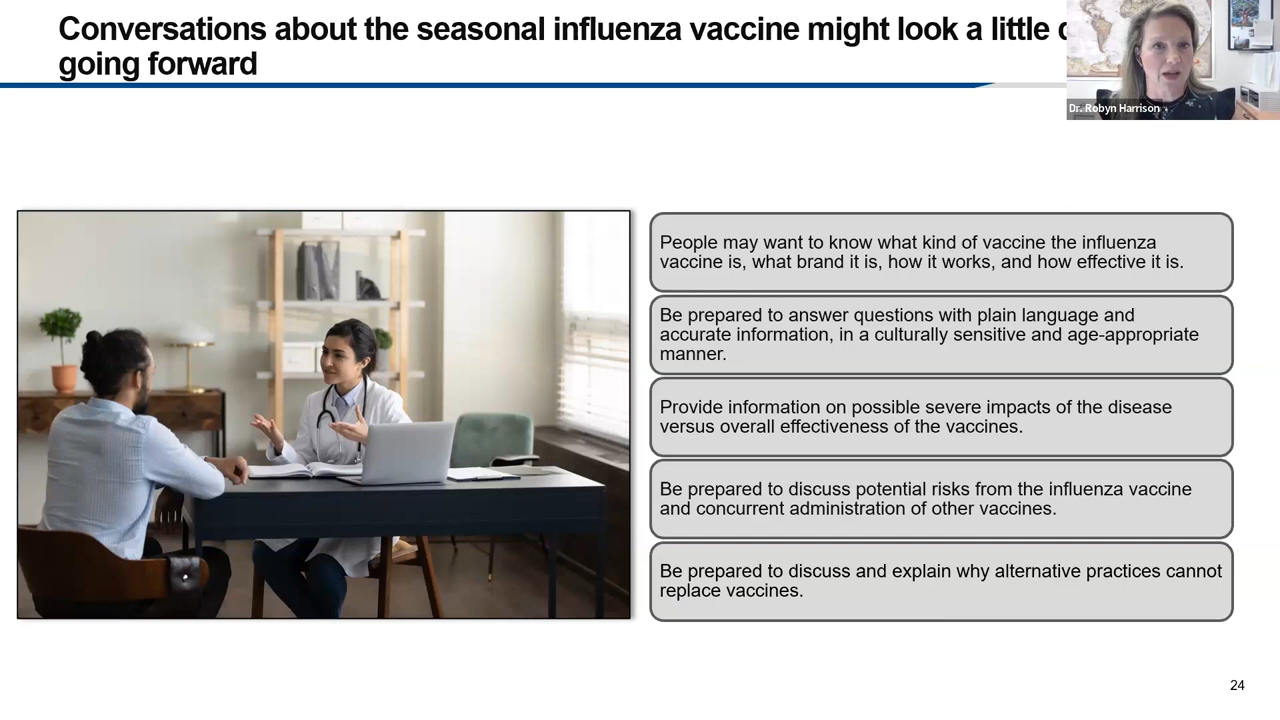 Conversations about the seasonal influenza vaccine might look a little
going forward
Dr. Robyn Harrison
People may want to know what kind of vaccine the influenza
vaccine is, what brand it is, how it works, and how effective it is.
Be prepared to answer questions with plain language and
accurate information, in a culturally sensitive and age-appropriate
manner.
Provide information on possible severe impacts of the disease
versus overall effectiveness of the vaccines.
Be prepared to discuss potential risks from the influenza vaccine
and concurrent administration of other vaccines.
Be prepared to discuss and explain why alternative practices cannot
replace vaccines.
24